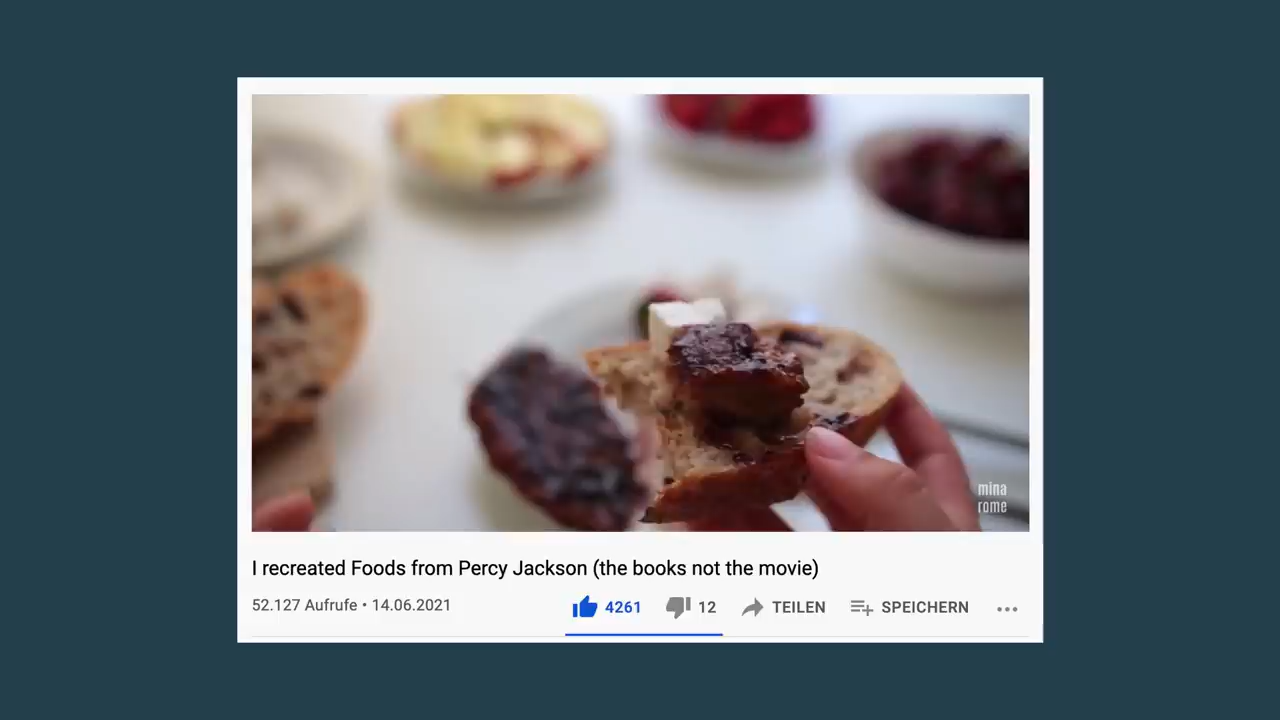 mina
rome
I recreated Foods from Percy Jackson (the books not the movie)
52.127 Aufrufe • 14.06.2021 4261 12 TEILEN SPEICHERN